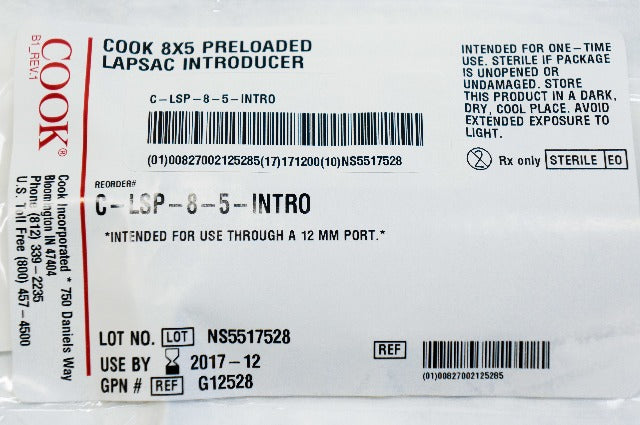 COOK®
B1_REV.1
Cook Incorporated * 750 Daniels Way
Bloomington IN 47404
Phone (812) 339-2235
U.S. Toll Free (800) 457-4500
COOK 8X5 PRELOADED
LAPSAC INTRODUCER
C-LSP-8-5-INTRO
(01)00827002125285(17)171200(10)NS5517528
REORDER#
C-LSP-8-5-INTRO
*INTENDED FOR USE THROUGH A 12 MM PORT.*
INTENDED FOR ONE-TIME
USE. STERILE IF PACKAGE
IS UNOPENED OR
UNDAMAGED. STORE
THIS PRODUCT IN A DARK,
DRY, COOL PLACE. AVOID
EXTENDED EXPOSURE TO
LIGHT.
2 Rx only STERILE EO
LOT NO. LOT NS5517528
USE BY 2017-12
GPN # REF G12528
REF
(01)00827002125285